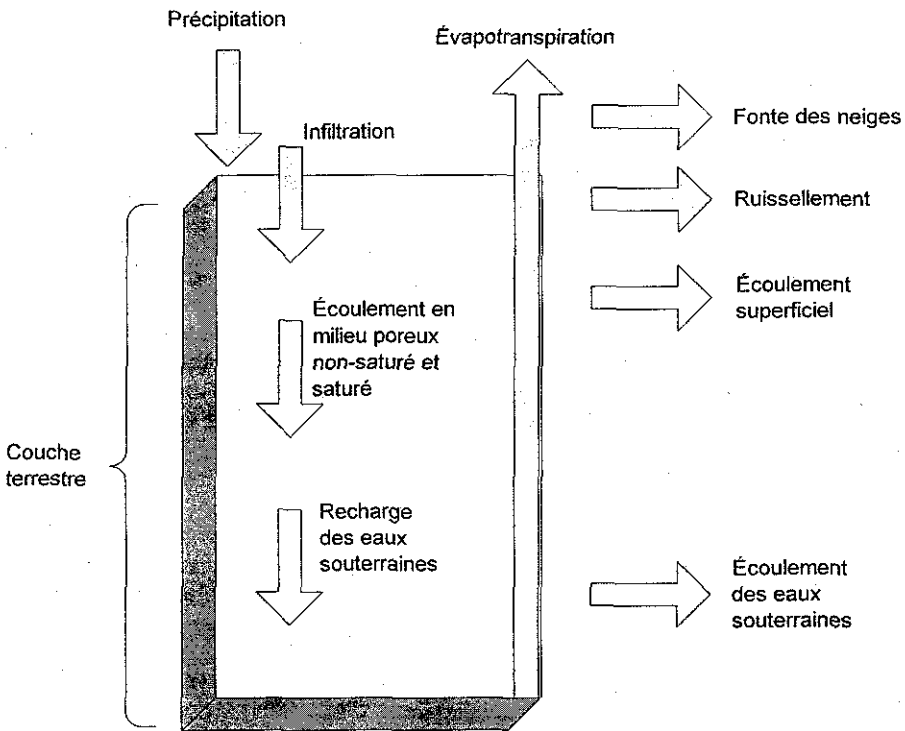 Précipitation
Évapotranspiration
Fonte des neiges
Infiltration
Ruissellement
Écoulement
superficiel
Écoulement en
milieu poreux
non-saturé et
saturé
Couche
terrestre
Recharge
des eaux
souterraines
Écoulement
des eaux
souterraines